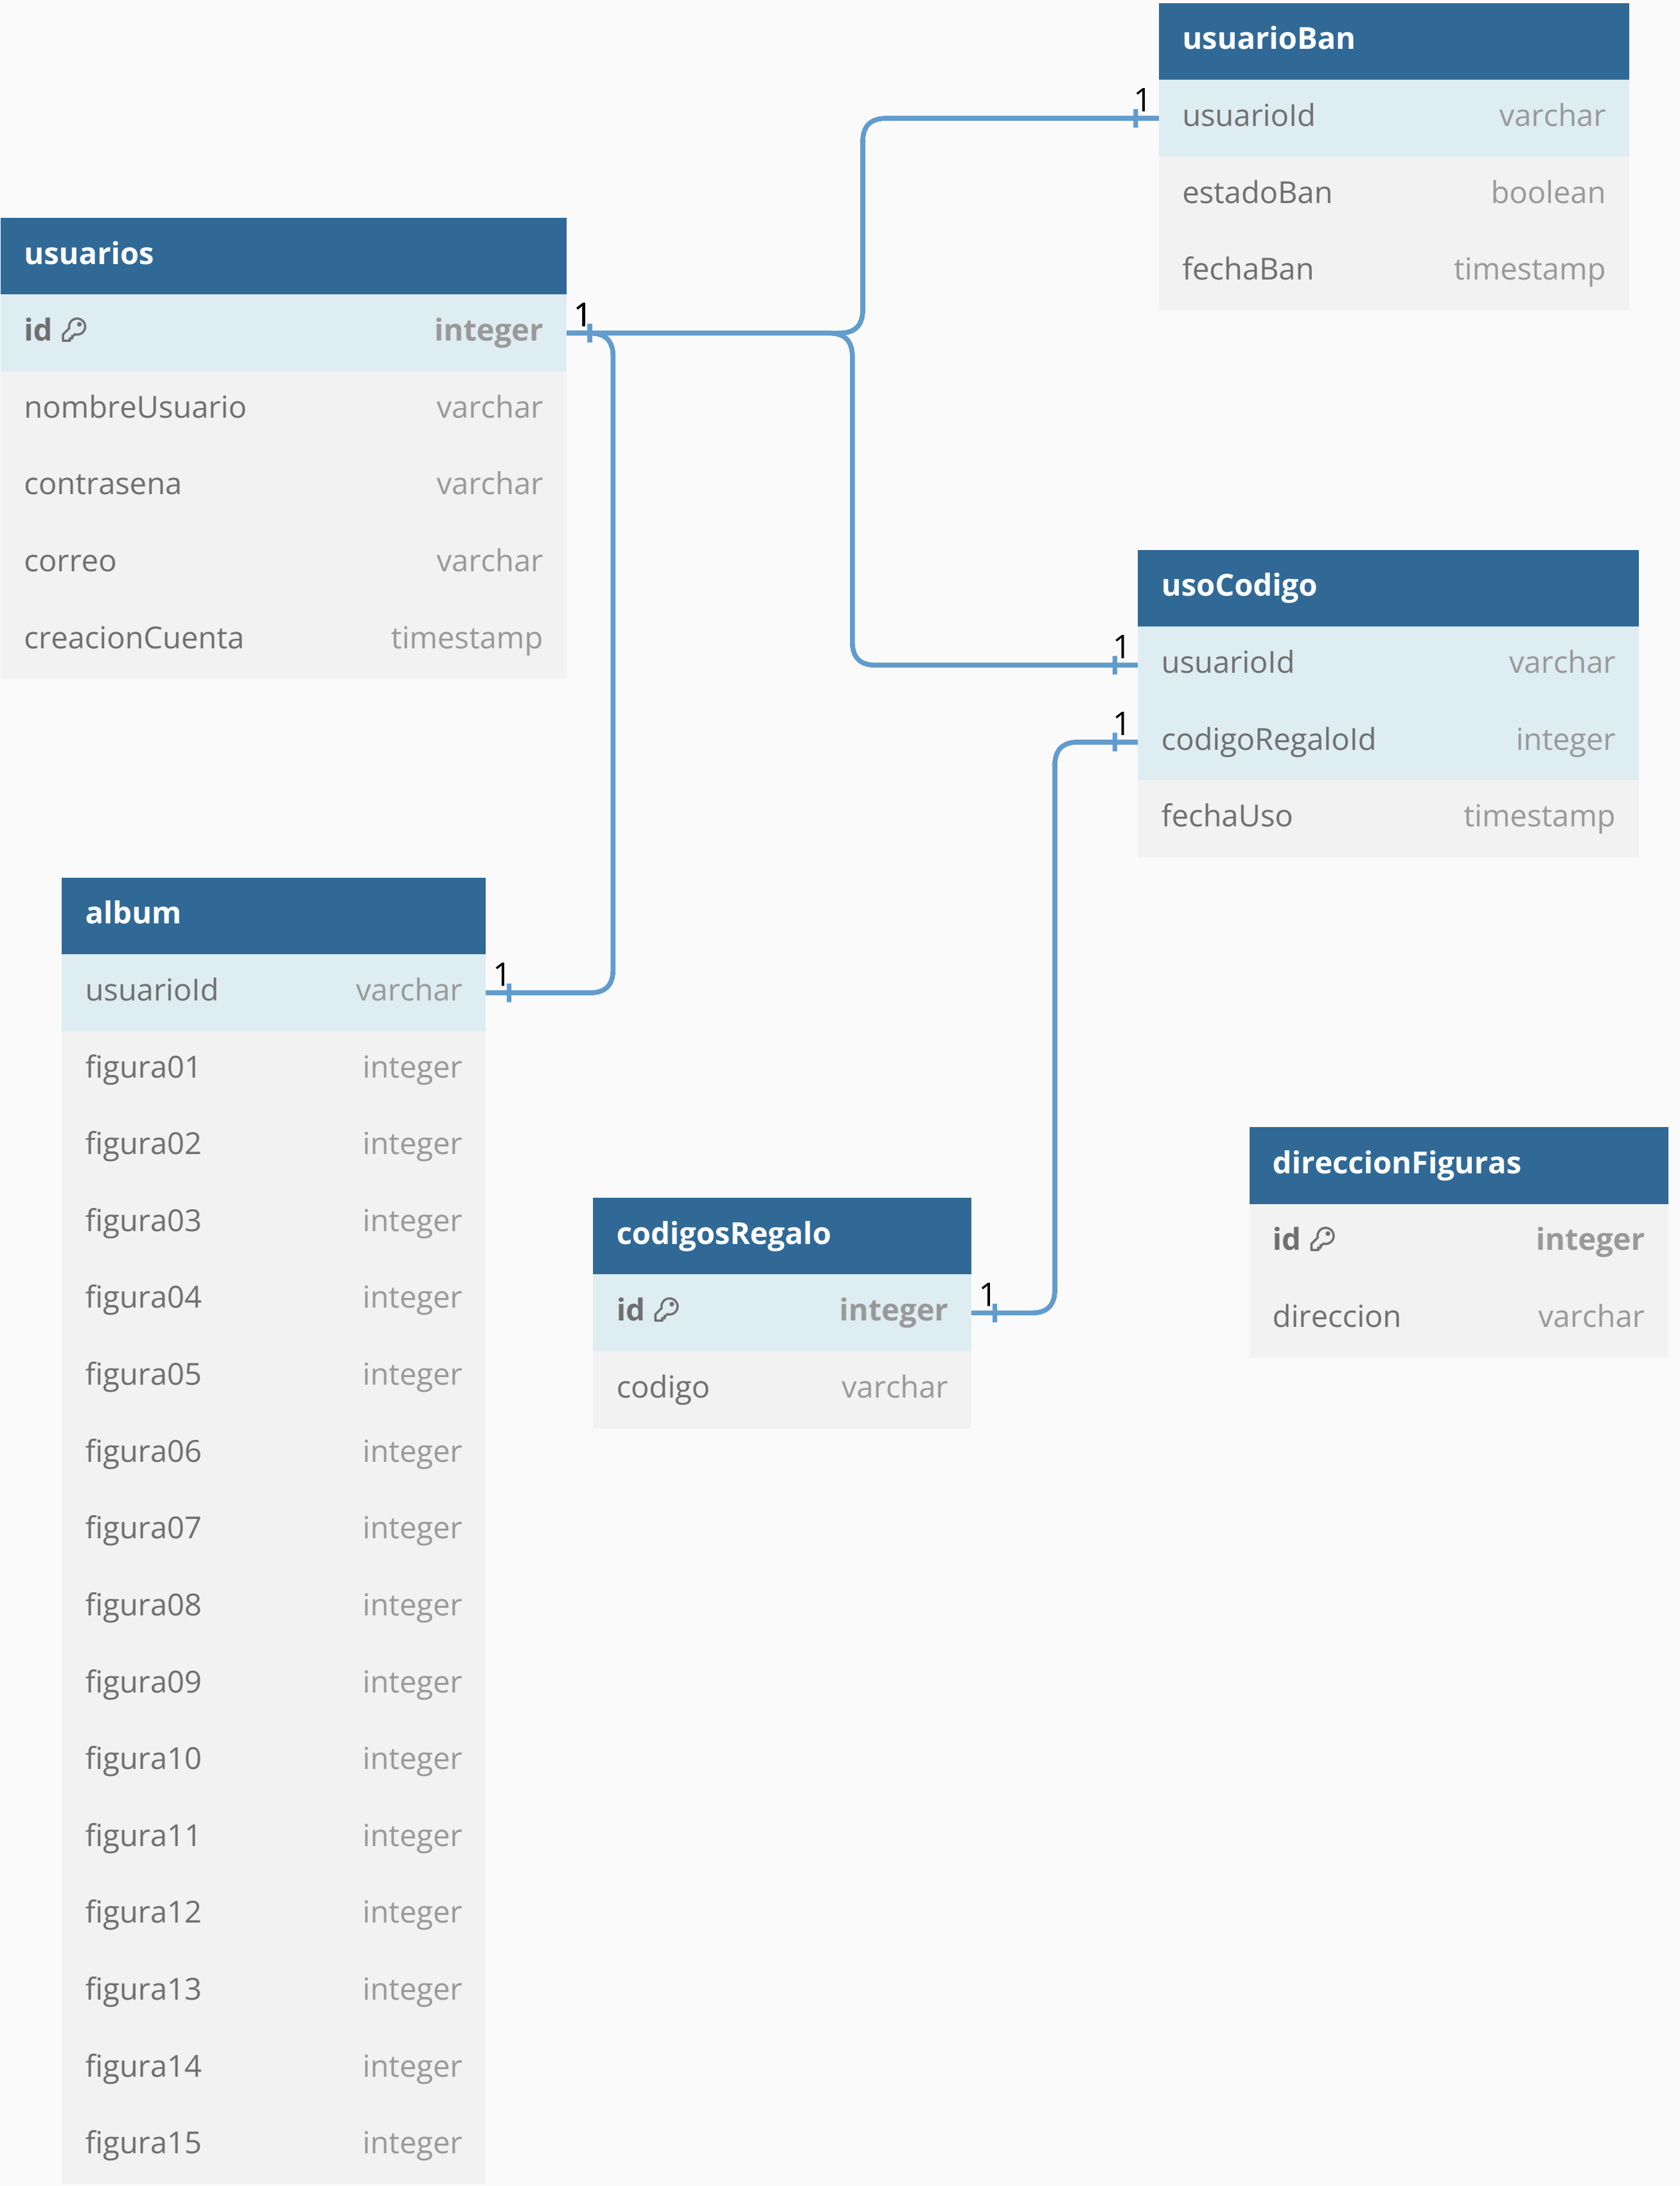 usuarioBan
usuarioId varchar
estadoBan boolean
fechaBan timestamp
usuarios
id integer
nombreUsuario varchar
contrasena varchar
correo varchar
creacionCuenta timestamp
1
1
usoCodigo
usuarioId varchar
codigoRegaloId integer
fechaUso timestamp
1
1
album
usuarioId varchar
figura01 integer
figura02 integer
figura03 integer
figura04 integer
figura05 integer
figura06 integer
figura07 integer
figura08 integer
figura09 integer
figura10 integer
figura11 integer
figura12 integer
figura13 integer
figura14 integer
figura15 integer
1
codigosRegalo
id integer
codigo varchar
1
direccionFiguras
id integer
direccion varchar